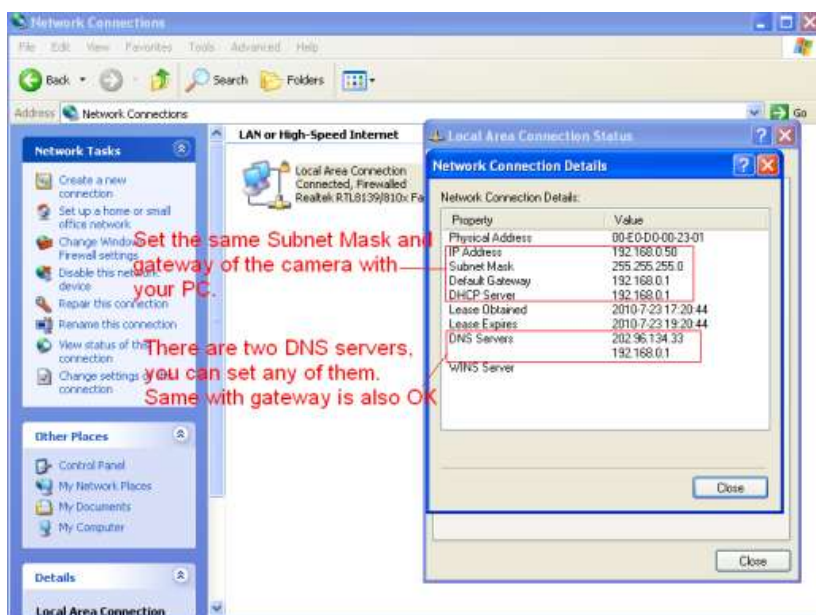 Network Connections
File Edit View Favorites Tools Advanced Help
Back Search Folders
Address Network Connections Go
Network Tasks
Create a new
connection
Set up a home or small
office network
Change Windows
Firewall settings
Disable this network
device
Repair this connection
Rename this connection
View status of this
connection
Change settings of this
connection
Other Places
Control Panel
My Network Places
My Documents
My Computer
Details
Local Area Connection
LAN or High-Speed Internet
Local Area Connection
Connected, Firewalled
Realtek RTL8139/810x Fa
Set the same Subnet Mask and
gateway of the camera with
your PC.
There are two DNS servers,
you can set any of them.
Same with gateway is also OK
Local Area Connection Status
Network Connection Details
Network Connection Details:
Property Value
Physical Address 00-E0-D0-00-23-01
IP Address 192.168.0.50
Subnet Mask 255.255.255.0
Default Gateway 192.168.0.1
DHCP Server 192.168.0.1
Lease Obtained 2010-7-23 17:20:44
Lease Expires 2010-7-23 19:20:44
DNS Servers 202.96.134.33
192.168.0.1
WINS Server
Close
Close